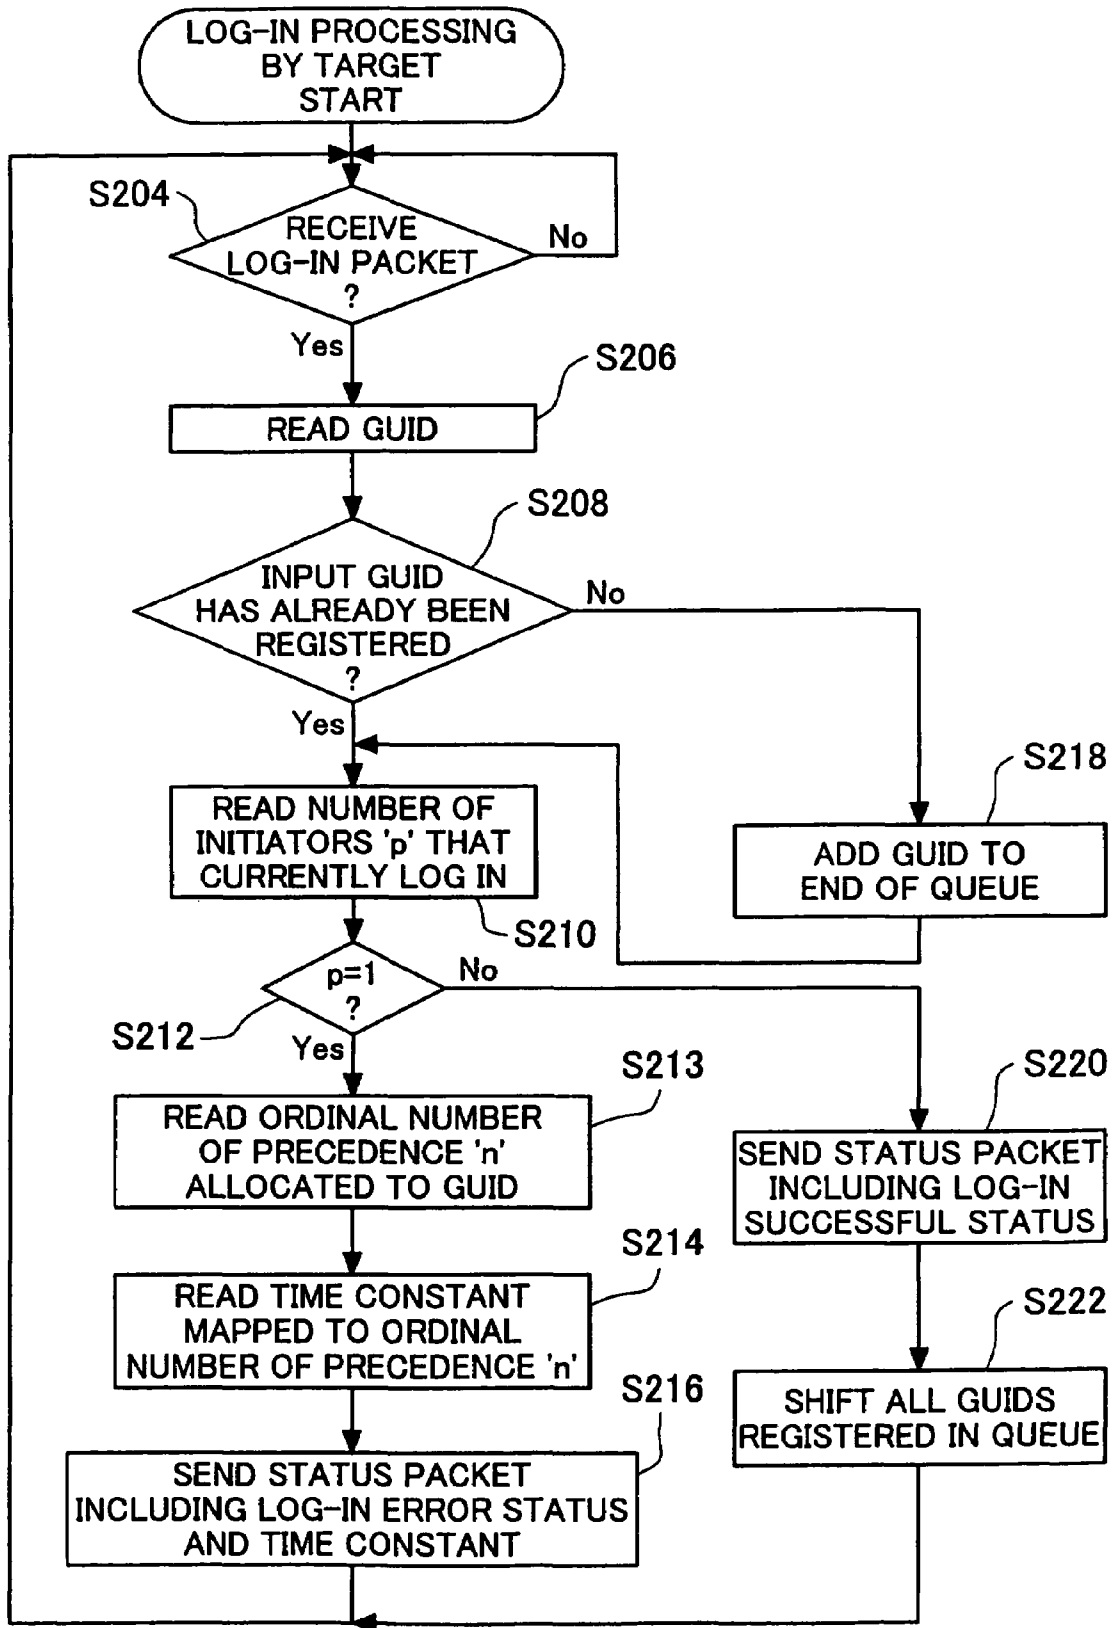 LOG-IN PROCESSING
BY TARGET
START
S204
RECEIVE
LOG-IN PACKET
?
No
Yes
S206
READ GUID
S208
INPUT GUID
HAS ALREADY BEEN
REGISTERED
?
No
Yes
S218
ADD GUID TO
END OF QUEUE
READ NUMBER OF
INITIATORS 'p' THAT
CURRENTLY LOG IN
S210
p=1
?
No
S212
Yes
S213
READ ORDINAL NUMBER
OF PRECEDENCE 'n'
ALLOCATED TO GUID
S220
SEND STATUS PACKET
INCLUDING LOG-IN
SUCCESSFUL STATUS
S214
READ TIME CONSTANT
MAPPED TO ORDINAL
NUMBER OF PRECEDENCE 'n'
S222
SHIFT ALL GUIDS
REGISTERED IN QUEUE
S216
SEND STATUS PACKET
INCLUDING LOG-IN ERROR STATUS
AND TIME CONSTANT